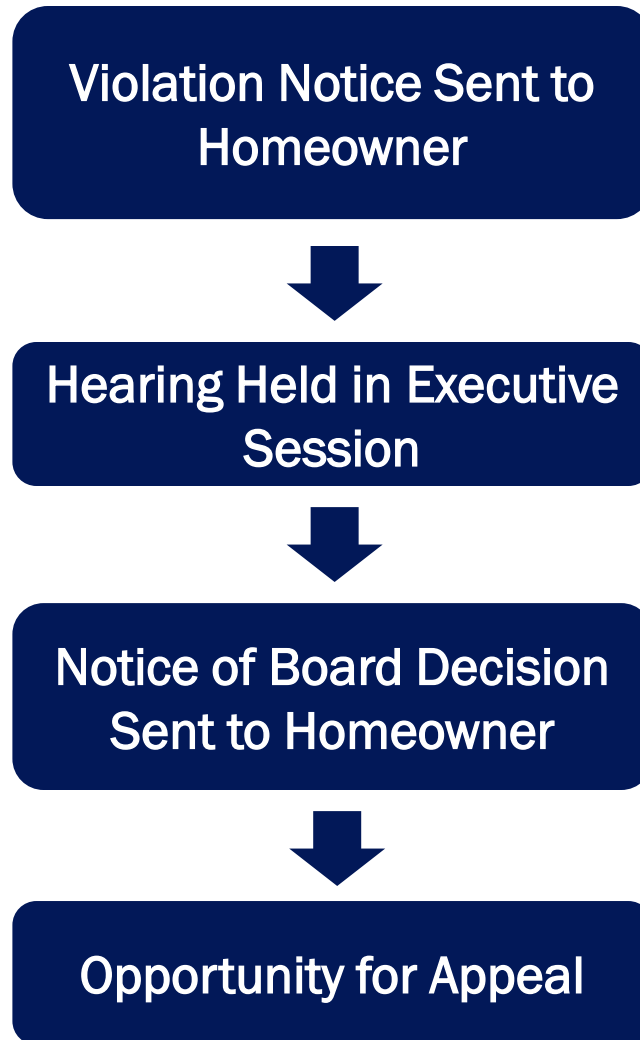 Violation Notice Sent to
Homeowner
Hearing Held in Executive
Session
Notice of Board Decision
Sent to Homeowner
Opportunity for Appeal